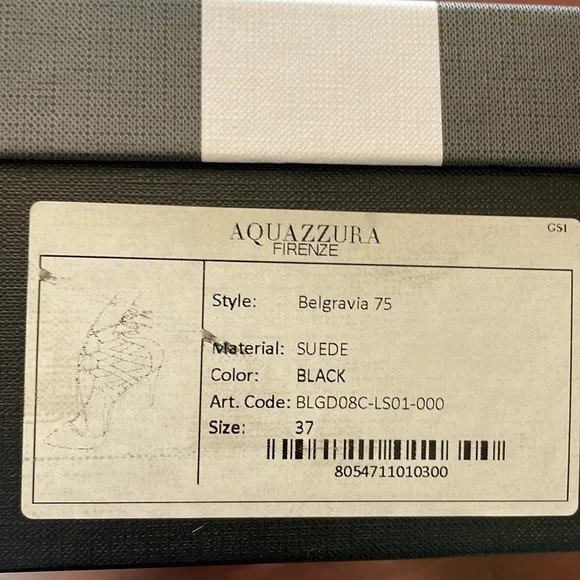 AQUAZZURA
FIRENZE
GS1
Style: Belgravia 75
Material: SUEDE
Color: BLACK
Art. Code: BLGD08C-LS01-000
Size: 37
8054711010300